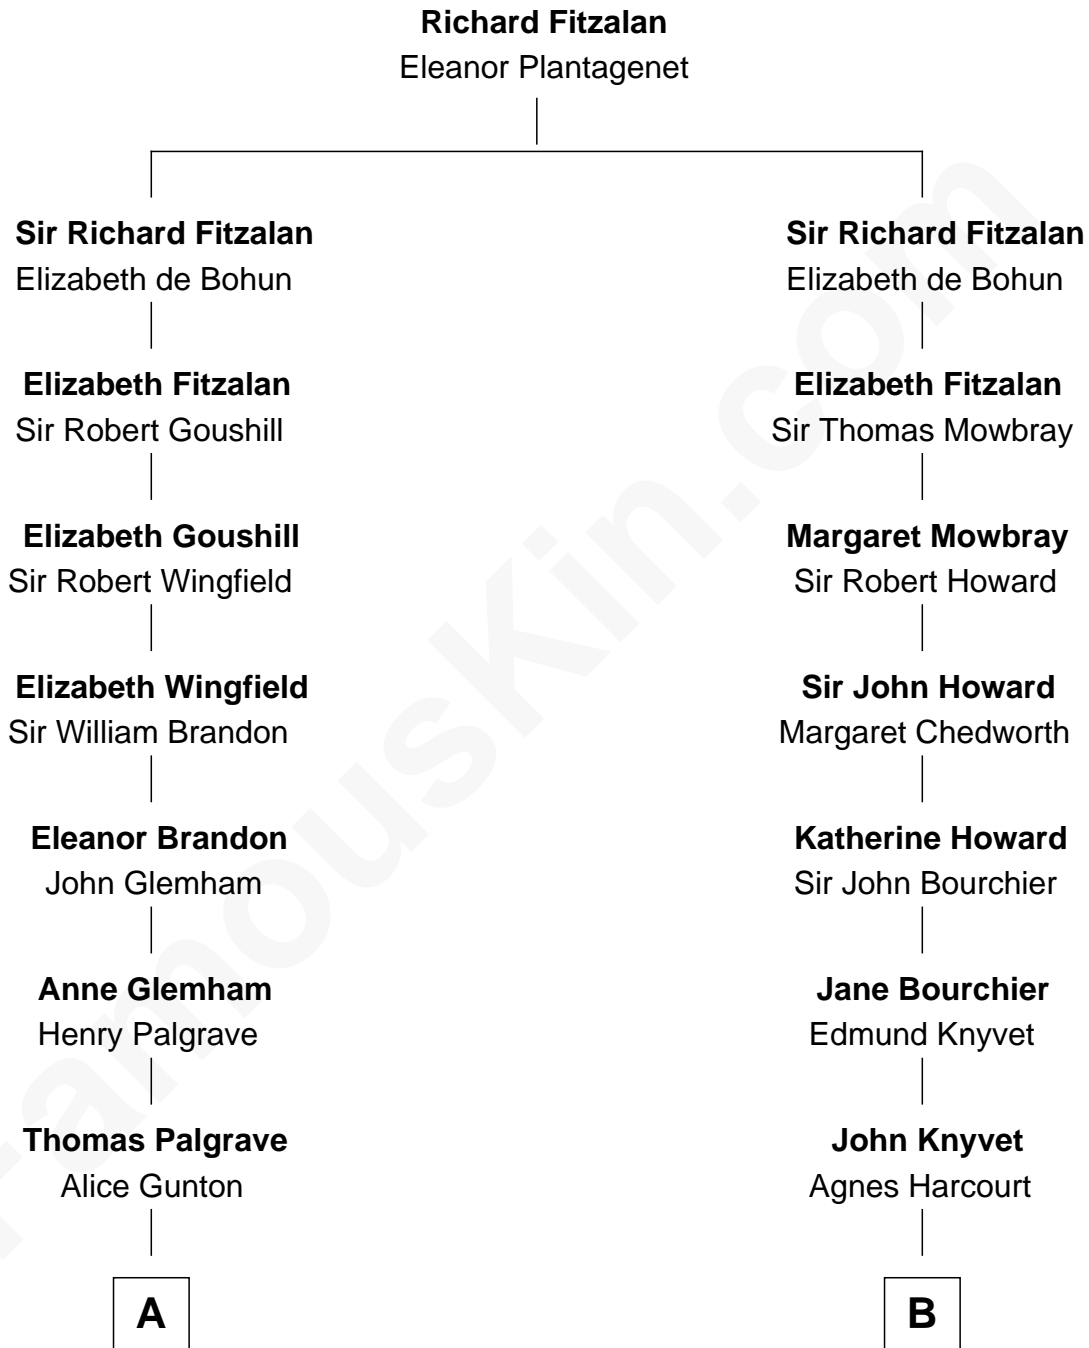 Richard Fitzalan
Eleanor Plantagenet
Sir Richard Fitzalan
Elizabeth de Bohun
Elizabeth Fitzalan
Sir Robert Goushill
Elizabeth Goushill
Sir Robert Wingfield
Elizabeth Wingfield
Sir William Brandon
Eleanor Brandon
John Glemham
Anne Glemham
Henry Palgrave
Thomas Palgrave
Alice Gunton
A
Sir Richard Fitzalan
Elizabeth de Bohun
Elizabeth Fitzalan
Sir Thomas Mowbray
Margaret Mowbray
Sir Robert Howard
Sir John Howard
Margaret Chedworth
Katherine Howard
Sir John Bourchier
Jane Bourchier
Edmund Knyvet
John Knyvet
Agnes Harcourt
B
FamousKin.com